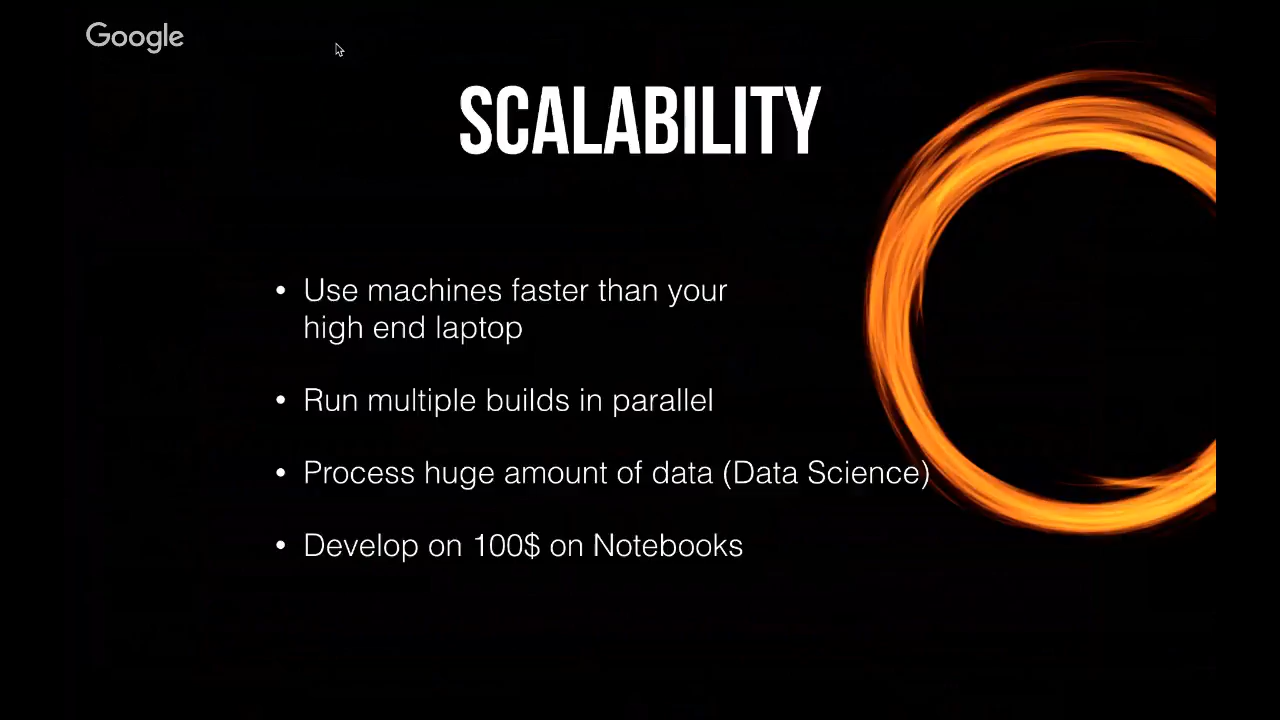 Google
SCALABILITY
• Use machines faster than your
high end laptop
• Run multiple builds in parallel
• Process huge amount of data (Data Science)
• Develop on 100$ on Notebooks